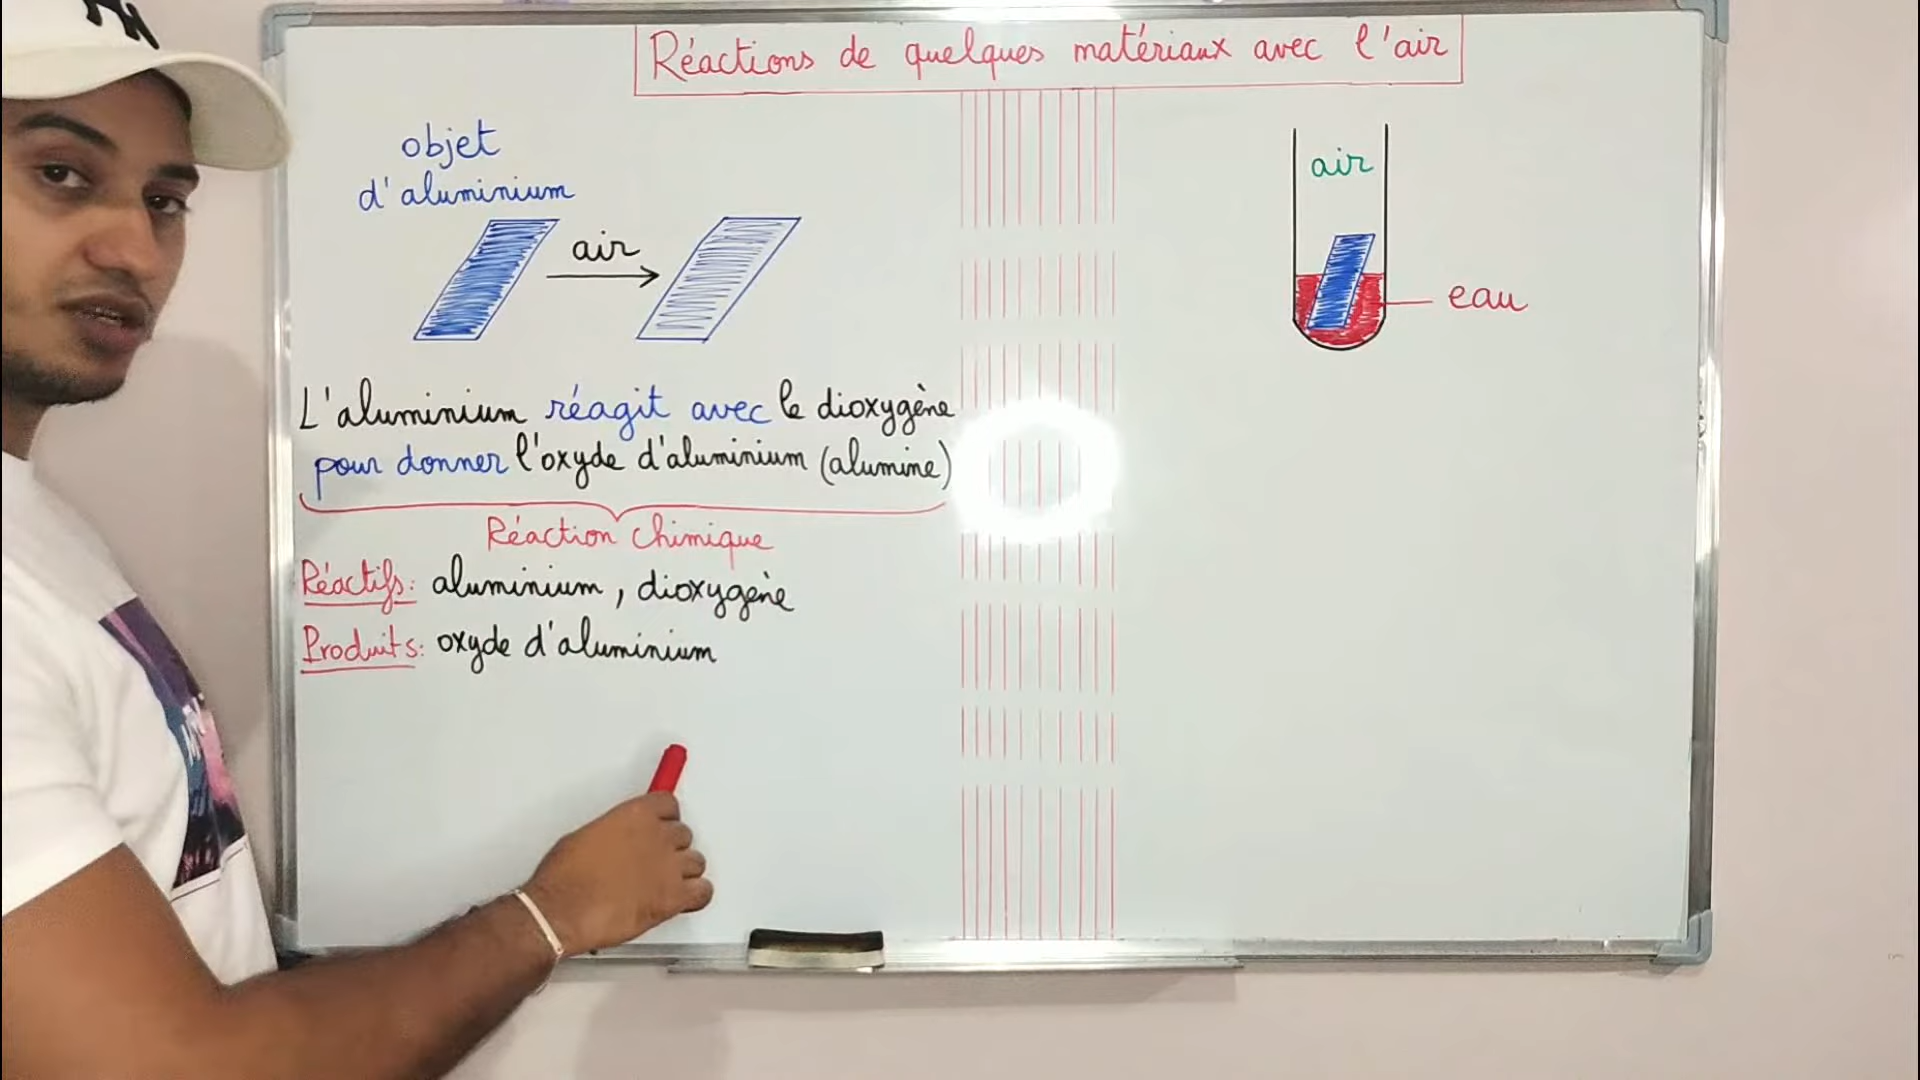 Réactions de quelques matériaux avec l'air
objet
d'aluminium
air
L'aluminium réagit avec le dioxygène
pour donner l'oxyde d'aluminium (alumine)
Réaction chimique
Réactifs: aluminium, dioxygène
Produits: oxyde d'aluminium
air
eau